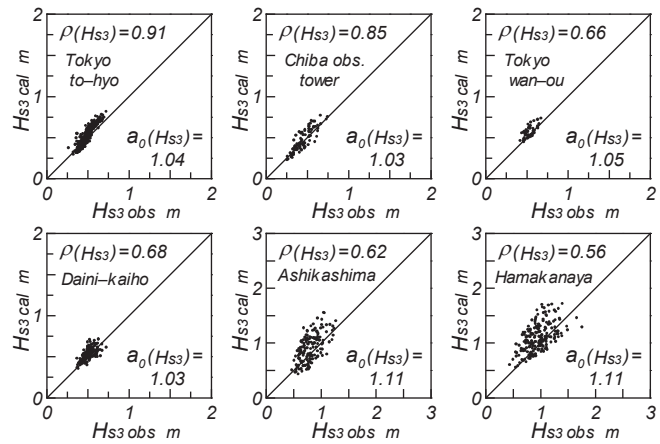 2
ρ(Hs3)=0.91
Tokyo
to–hyo
Hs3 cal m
1
a0(Hs3)=
1.04
0
0 1 2
Hs3 obs m
2
ρ(Hs3)=0.85
Chiba obs.
tower
Hs3 cal m
1
a0(Hs3)=
1.03
0
0 1 2
Hs3 obs m
2
ρ(Hs3)=0.66
Tokyo
wan–ou
Hs3 cal m
1
a0(Hs3)=
1.05
0
0 1 2
Hs3 obs m
2
ρ(Hs3)=0.68
Daini–kaiho
Hs3 cal m
1
a0(Hs3)=
1.03
0
0 1 2
Hs3 obs m
3
ρ(Hs3)=0.62
Ashikashima
2
Hs3 cal m
1
a0(Hs3)=
1.11
0
0 1 2 3
Hs3 obs m
3
ρ(Hs3)=0.56
Hamakanaya
2
Hs3 cal m
1
a0(Hs3)=
1.11
0
0 1 2 3
Hs3 obs m